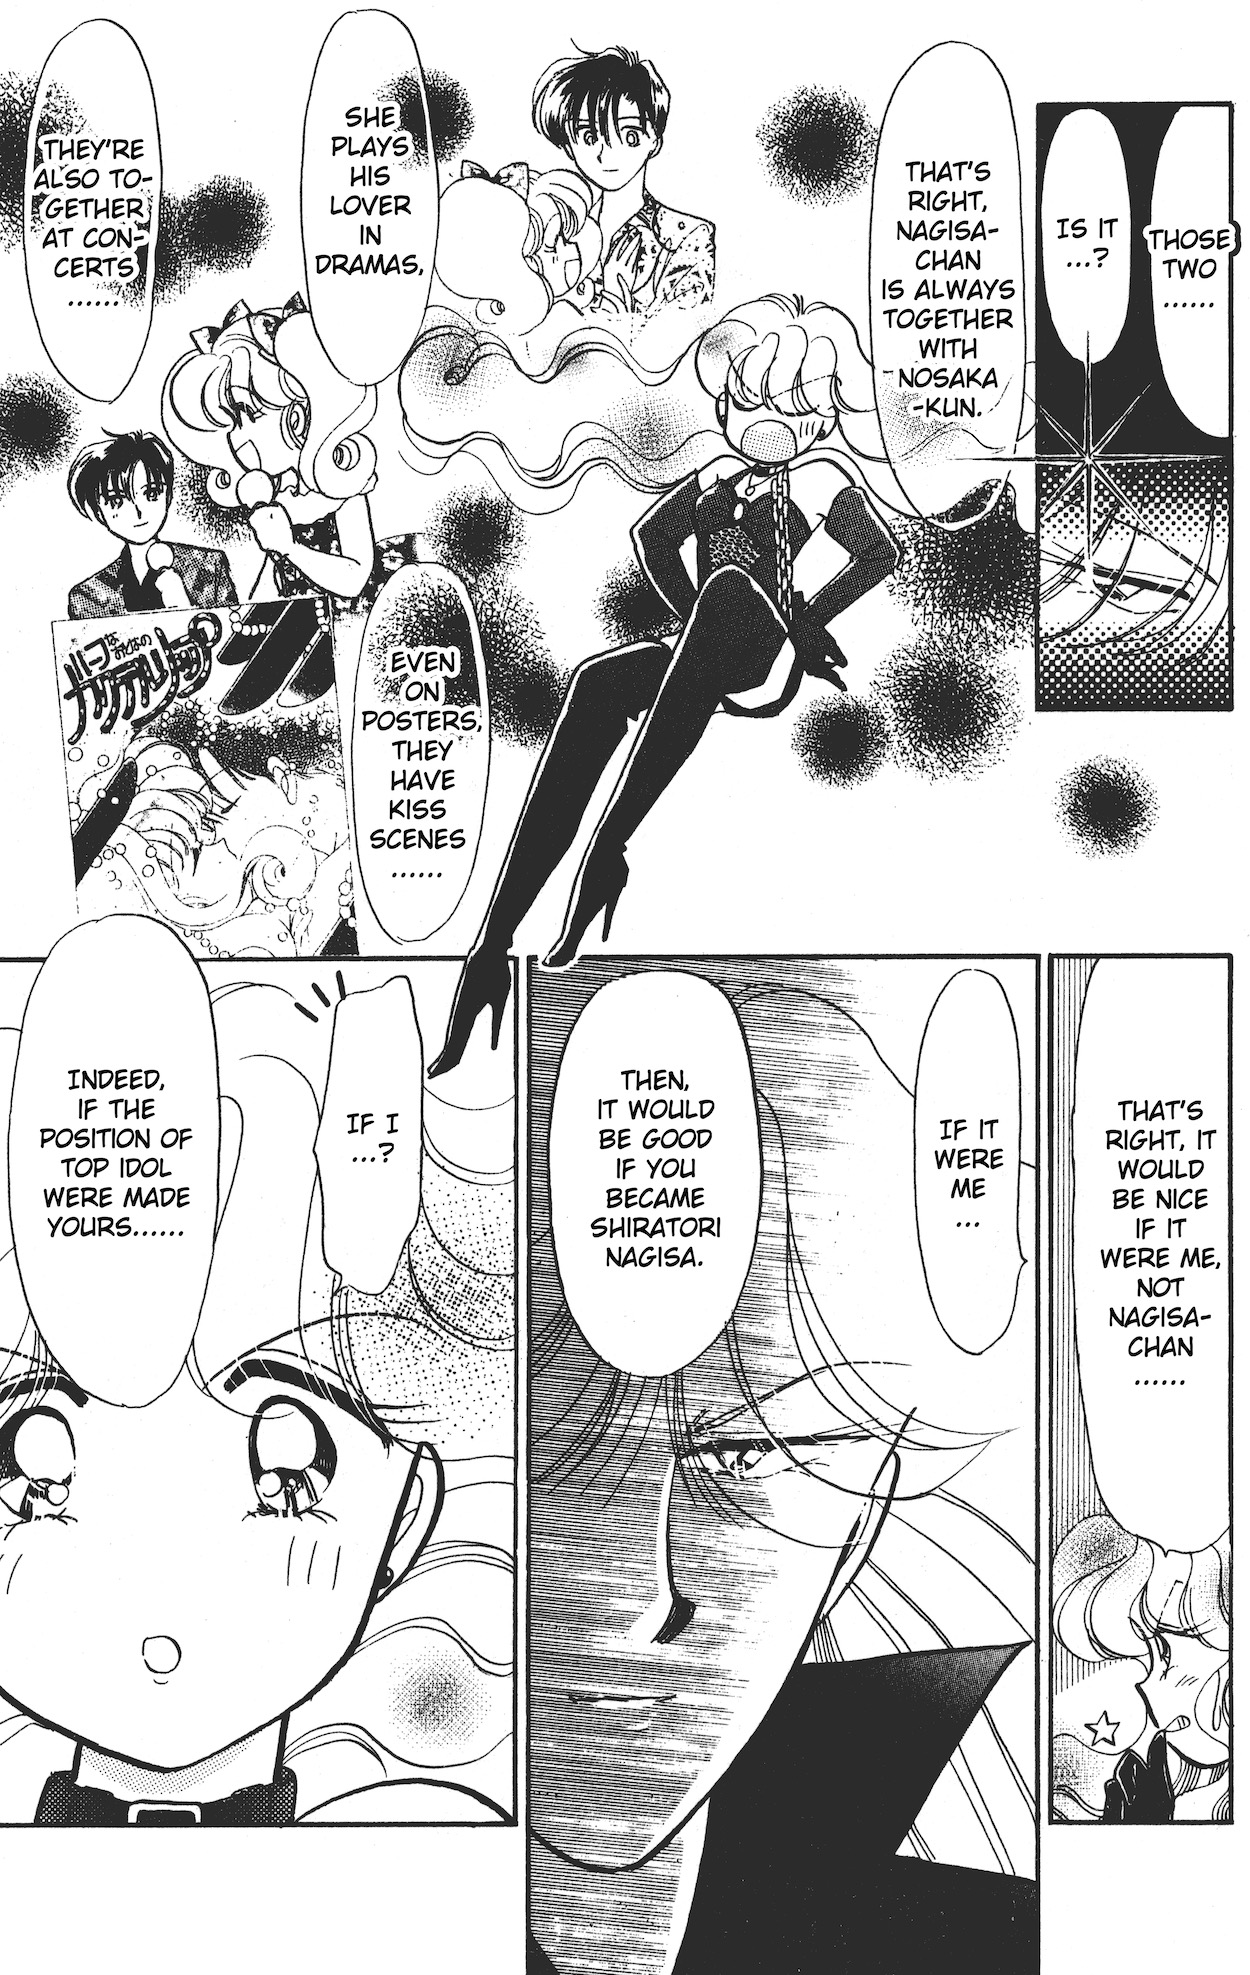 THOSE
TWO
......
IS IT
...?
THAT'S
RIGHT,
NAGISA-
CHAN
IS ALWAYS
TOGETHER
WITH
NOSAKA
-KUN.
SHE
PLAYS
HIS
LOVER
IN
DRAMAS,
THEY'RE
ALSO TO-
GETHER
AT CON-
CERTS
......
EVEN
ON
POSTERS,
THEY
HAVE
KISS
SCENES
......
THAT'S
RIGHT, IT
WOULD
BE NICE
IF IT
WERE ME,
NOT
NAGISA-
CHAN
......
IF IT
WERE
ME
...
THEN,
IT WOULD
BE GOOD
IF YOU
BECAME
SHIRATORI
NAGISA.
IF I
...?
INDEED,
IF THE
POSITION OF
TOP IDOL
WERE MADE
YOURS......